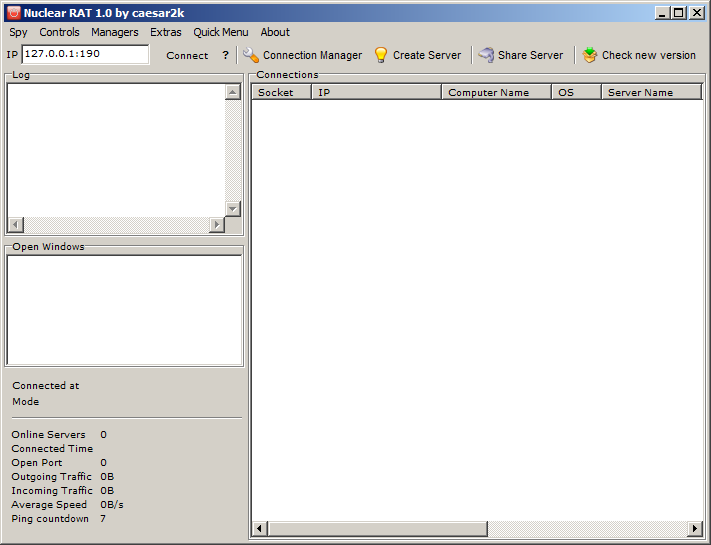 Nuclear RAT 1.0 by caesar2k
Spy Controls Managers Extras Quick Menu About
IP 127.0.0.1:190 Connect ? Connection Manager Create Server Share Server Check new version
Log
Connections
Socket IP Computer Name OS Server Name
Open Windows
Connected at
Mode
Online Servers 0
Connected Time
Open Port 0
Outgoing Traffic 0B
Incoming Traffic 0B
Average Speed 0B/s
Ping countdown 7